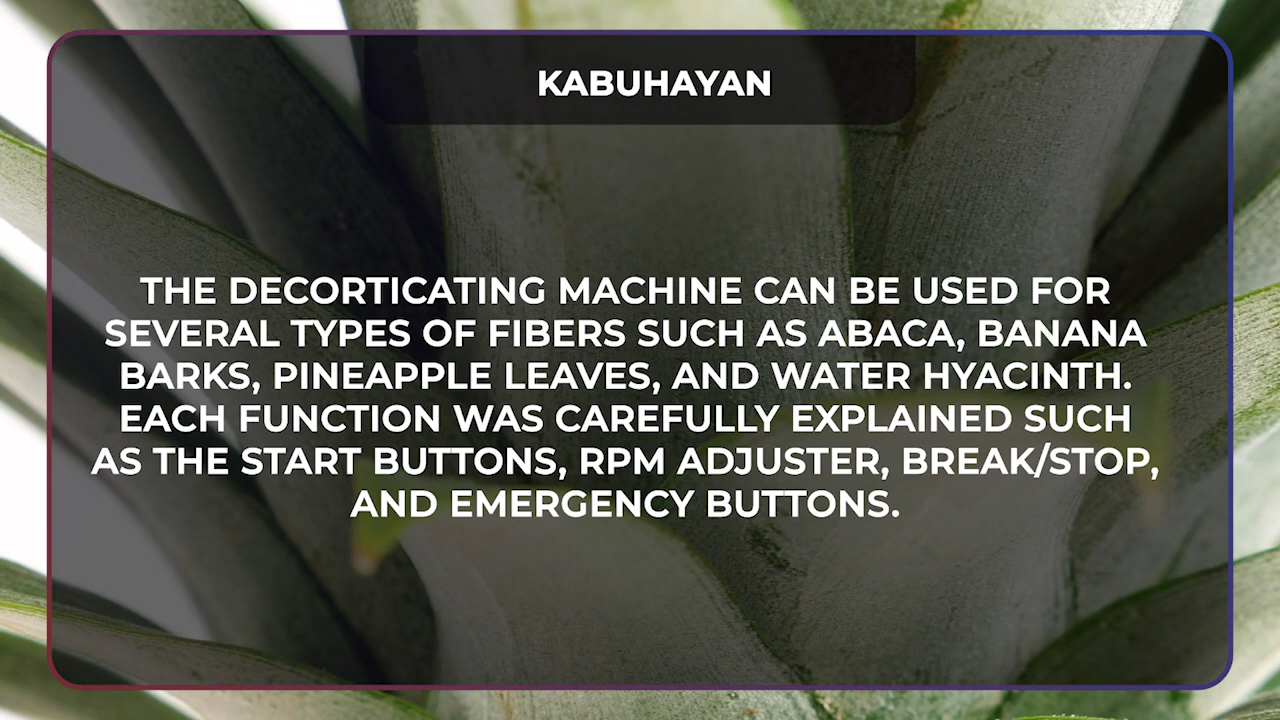 KABUHAYAN
THE DECORTICATING MACHINE CAN BE USED FOR
SEVERAL TYPES OF FIBERS SUCH AS ABACA, BANANA
BARKS, PINEAPPLE LEAVES, AND WATER HYACINTH.
EACH FUNCTION WAS CAREFULLY EXPLAINED SUCH
AS THE START BUTTONS, RPM ADJUSTER, BREAK/STOP,
AND EMERGENCY BUTTONS.